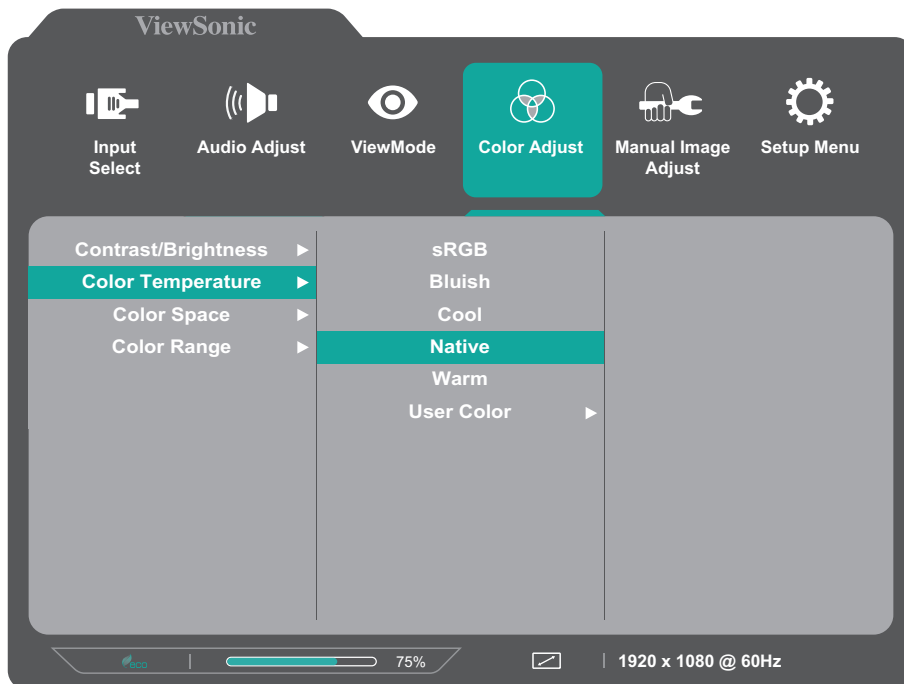 ViewSonic
Input
Select
Audio Adjust
ViewMode
Color Adjust
Manual Image
Adjust
Setup Menu
Contrast/Brightness
Color Temperature
Color Space
Color Range
sRGB
Bluish
Cool
Native
Warm
User Color
ECO
75%
1920 x 1080 @ 60Hz